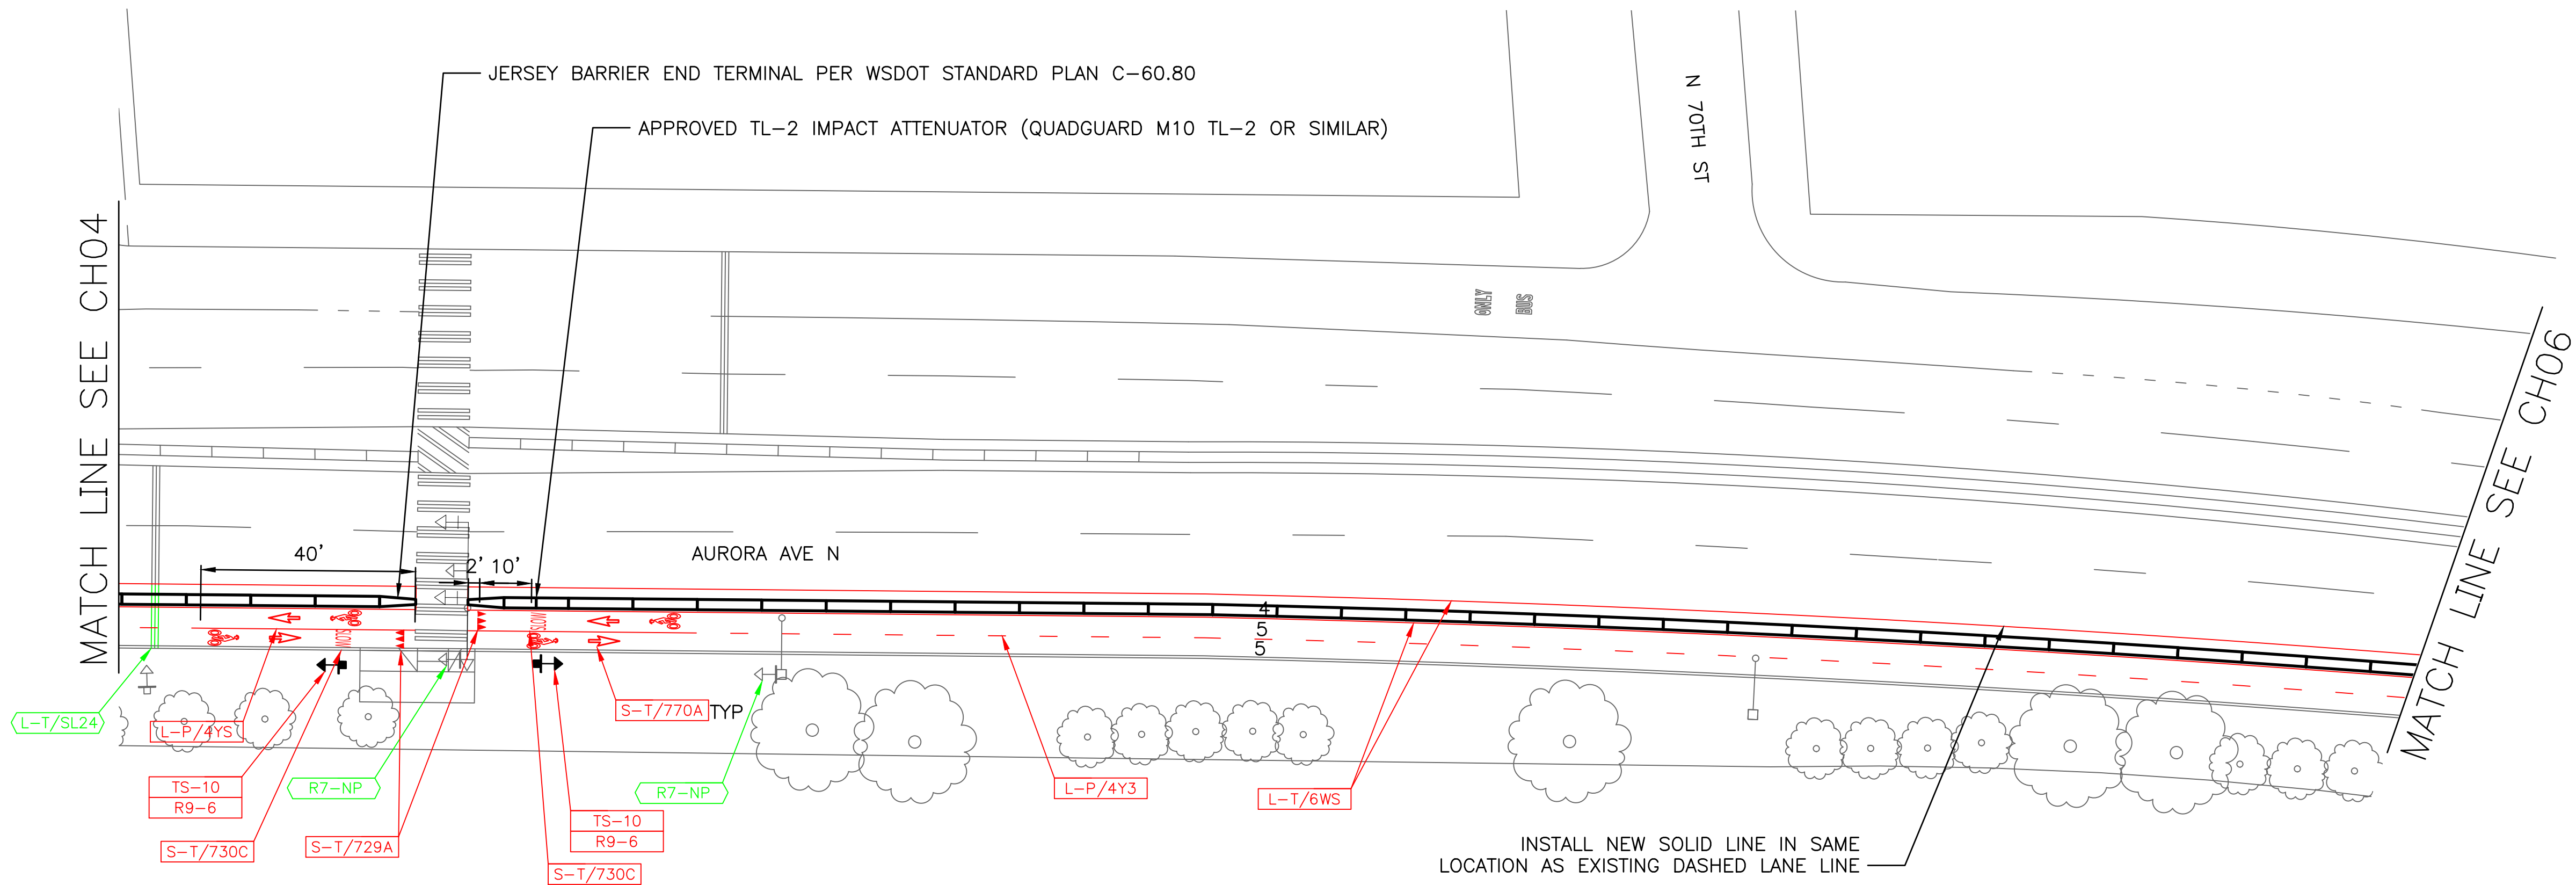 JERSEY BARRIER END TERMINAL PER WSDOT STANDARD PLAN C-60.80
APPROVED TL-2 IMPACT ATTENUATOR (QUADGUARD M10 TL-2 OR SIMILAR)
N 70TH ST
MATCH LINE SEE CH04
ONLY
BUS
MATCH LINE SEE CH06
40'
2' 10'
AURORA AVE N
SLOW
SLOW
4
5
5
L-T/SL24
L-P/4YS
S-T/770A TYP
TS-10
R9-6
R7-NP
R7-NP
L-P/4Y3
L-T/6WS
TS-10
R9-6
S-T/730C
S-T/729A
S-T/730C
INSTALL NEW SOLID LINE IN SAME
LOCATION AS EXISTING DASHED LANE LINE